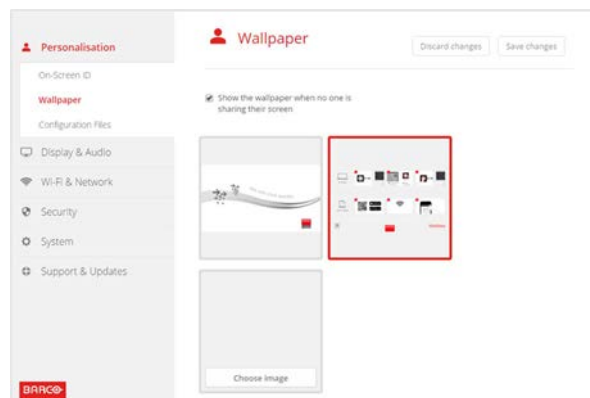 Personalisation
On-Screen ID
Wallpaper
Configuration Files
Display & Audio
Wi-Fi & Network
Security
System
Support & Updates
BARCO
Wallpaper
Discard changes
Save changes
Show the wallpaper when no one is
sharing their screen
Choose image